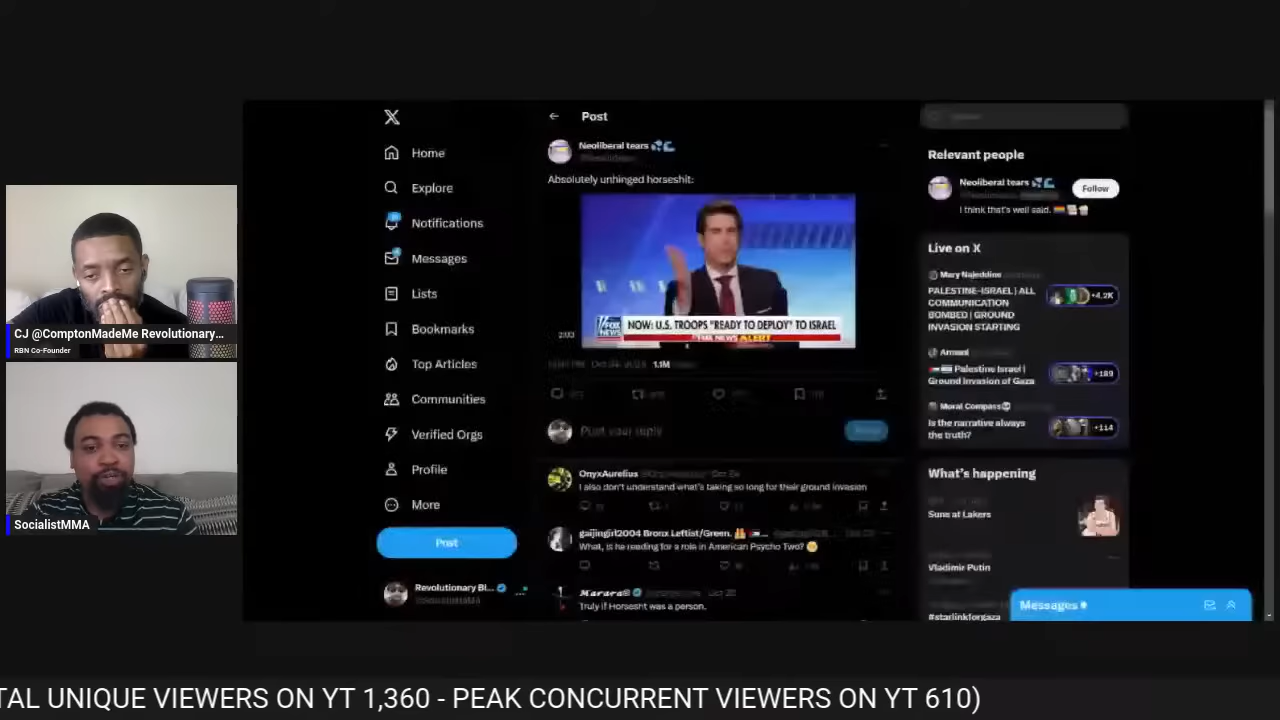 CJ @ComptonMadeMe Revolutionary...
RBN Co-Founder
SocialistMMA
Home
Explore
Notifications
Messages
Lists
Bookmarks
Top Articles
Communities
Verified Orgs
Profile
More
Post
Revolutionary Bl...
Post
Neoliberal tears
Absolutely unhinged horseshit:
FOX NEWS
NOW: U.S. TROOPS "READY TO DEPLOY" TO ISRAEL
FOX NEWS ALERT
1.1M
Post your reply
OnyxAurelius
I also don't understand what's taking so long for their ground invasion
gaijingirl2004 Bronx Leftist/Green.
What, is he reading for a role in American Psycho Two?
Truly if Horsesht was a person.
Relevant people
Neoliberal tears
Follow
I think that's well said.
Live on X
Mary Najeddine
PALESTINE-ISRAEL | ALL
COMMUNICATION
BOMBED | GROUND
INVASION STARTING
+4.2K
Palestine Israel |
Ground Invasion of Gaza
+189
Moral Compass
Is the narrative always
the truth?
+114
What's happening
Suns at Lakers
Vladimir Putin
#starlinkforgaza
Messages
TAL UNIQUE VIEWERS ON YT 1,360 - PEAK CONCURRENT VIEWERS ON YT 610)